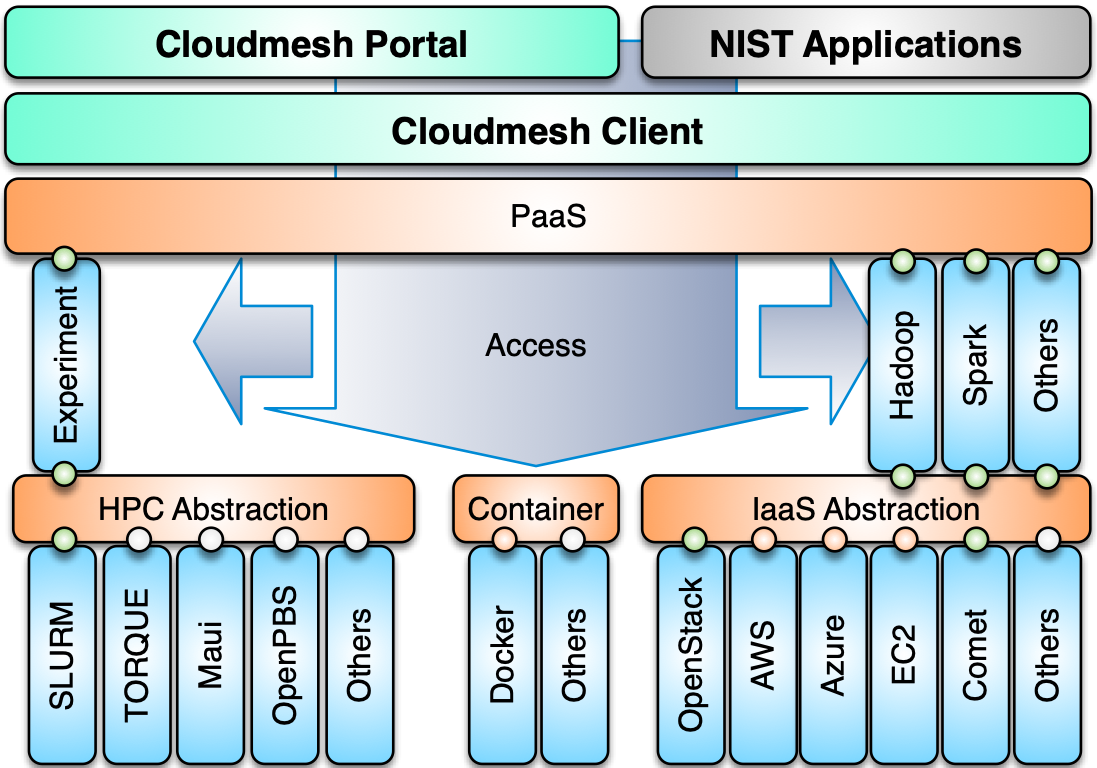 Cloudmesh Portal
NIST Applications
Cloudmesh Client
PaaS
Experiment
Access
Hadoop
Spark
Others
HPC Abstraction
Container
IaaS Abstraction
SLURM
TORQUE
Maui
OpenPBS
Others
Docker
Others
OpenStack
AWS
Azure
EC2
Comet
Others